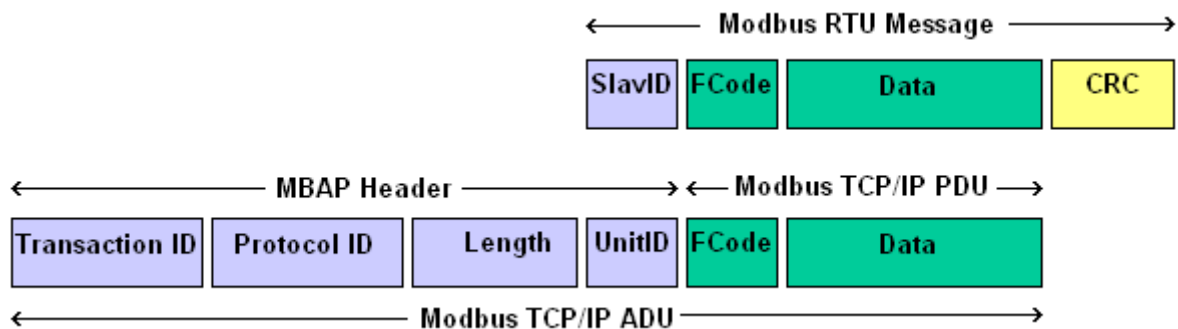 Modbus RTU Message
SlavID FCode Data CRC
MBAP Header Modbus TCP/IP PDU
Transaction ID Protocol ID Length UnitID FCode Data
Modbus TCP/IP ADU